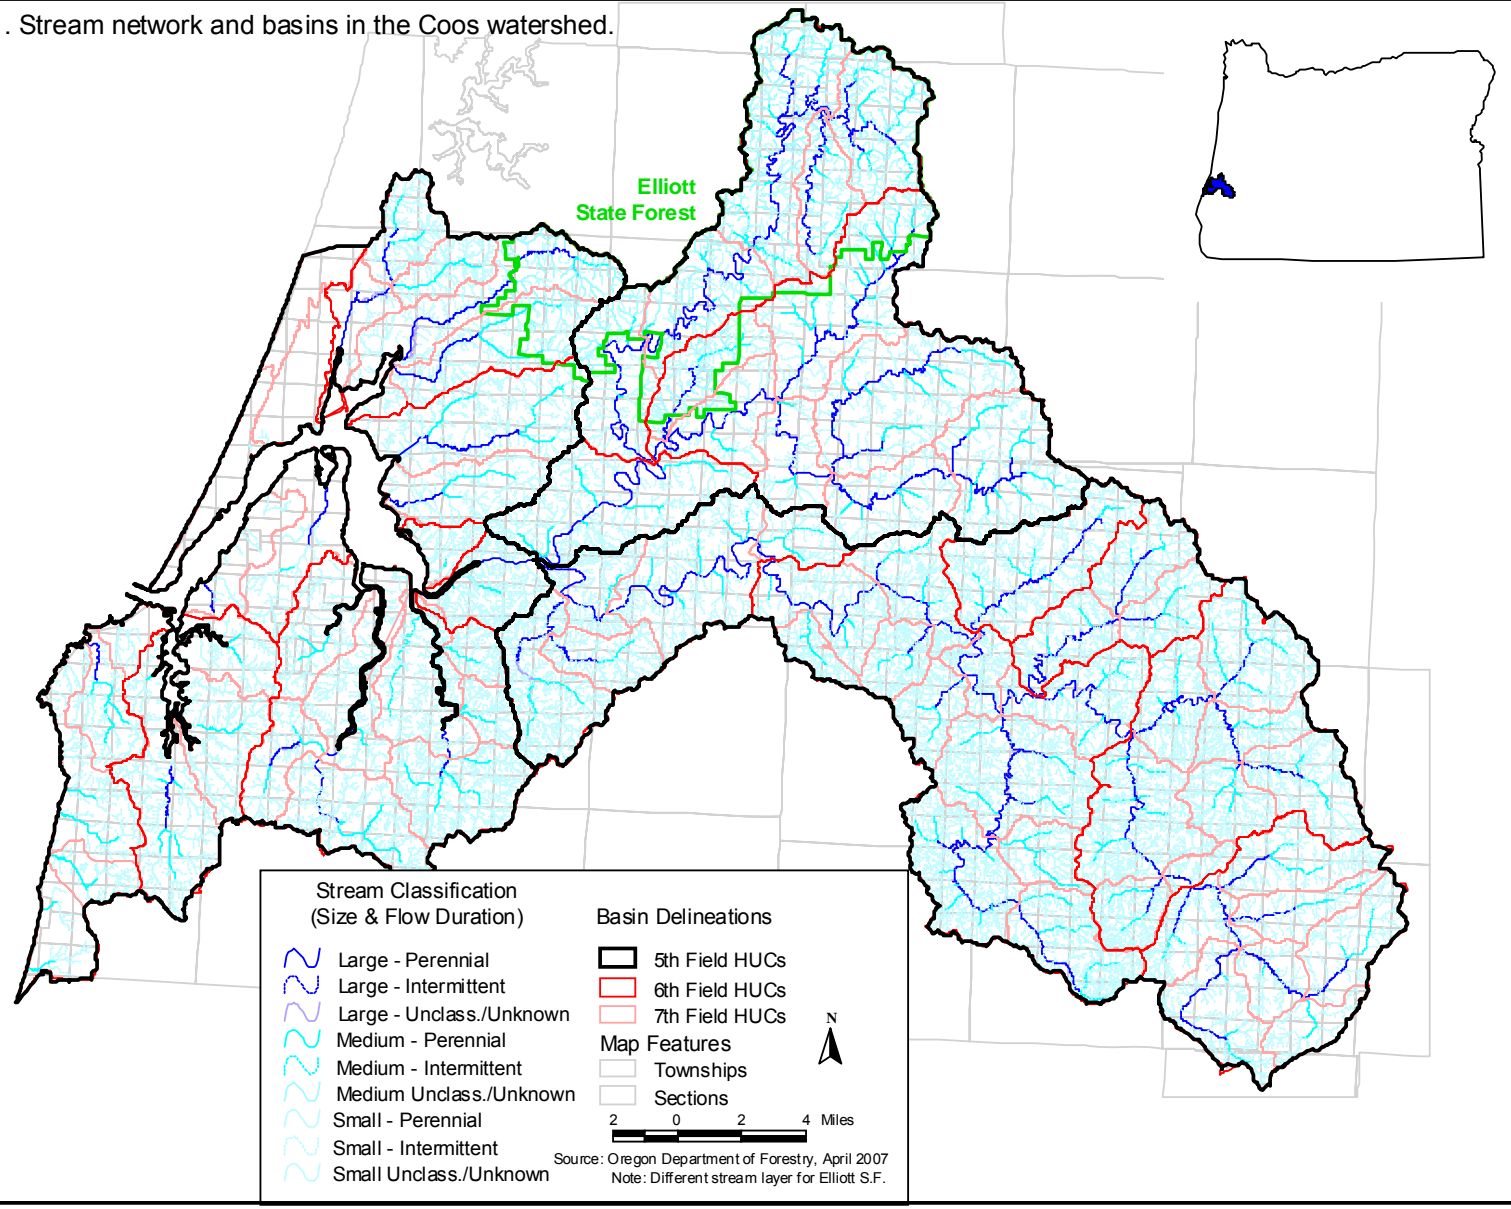 . Stream network and basins in the Coos watershed.
Elliott
State Forest
Stream Classification
(Size & Flow Duration)
Large - Perennial
Large - Intermittent
Large - Unclass./Unknown
Medium - Perennial
Medium - Intermittent
Medium Unclass./Unknown
Small - Perennial
Small - Intermittent
Small Unclass./Unknown
Basin Delineations
5th Field HUCs
6th Field HUCs
7th Field HUCs
Map Features
Townships
Sections
N
2 0 2 4 Miles
Source: Oregon Department of Forestry, April 2007
Note: Different stream layer for Elliott S.F.